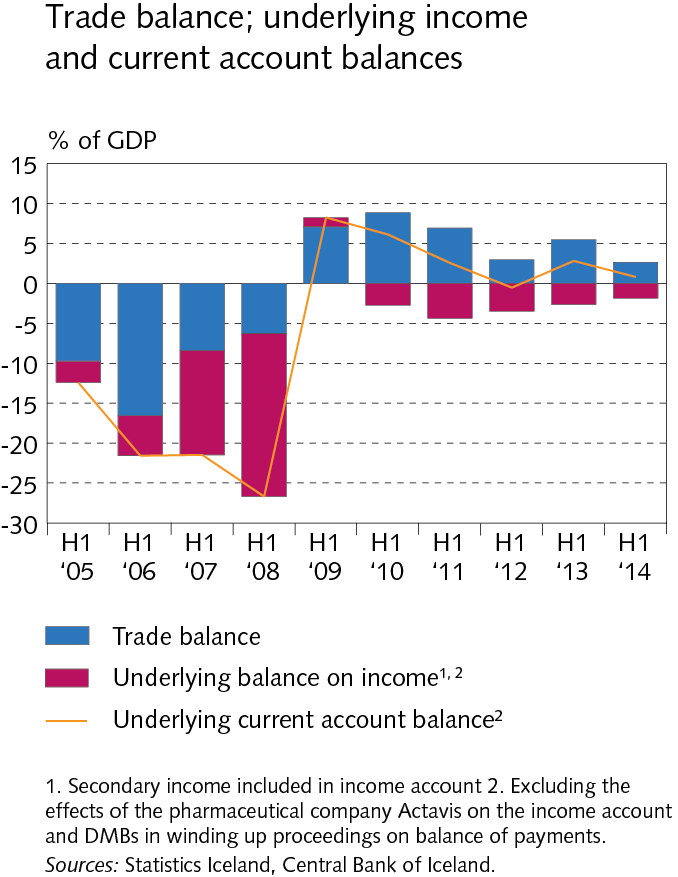 Trade balance; underlying income
and current account balances
% of GDP
15
10
5
0
-5
-10
-15
-20
-25
-30
H1 H1 H1 H1 H1 H1 H1 H1 H1 H1
‘05 ‘06 ‘07 ‘08 ‘09 ‘10 ‘11 ‘12 ‘13 ‘14
Trade balance
Underlying balance on income¹, ²
Underlying current account balance²
1. Secondary income included in income account 2. Excluding the
effects of the pharmaceutical company Actavis on the income account
and DMBs in winding up proceedings on balance of payments.
Sources: Statistics Iceland, Central Bank of Iceland.